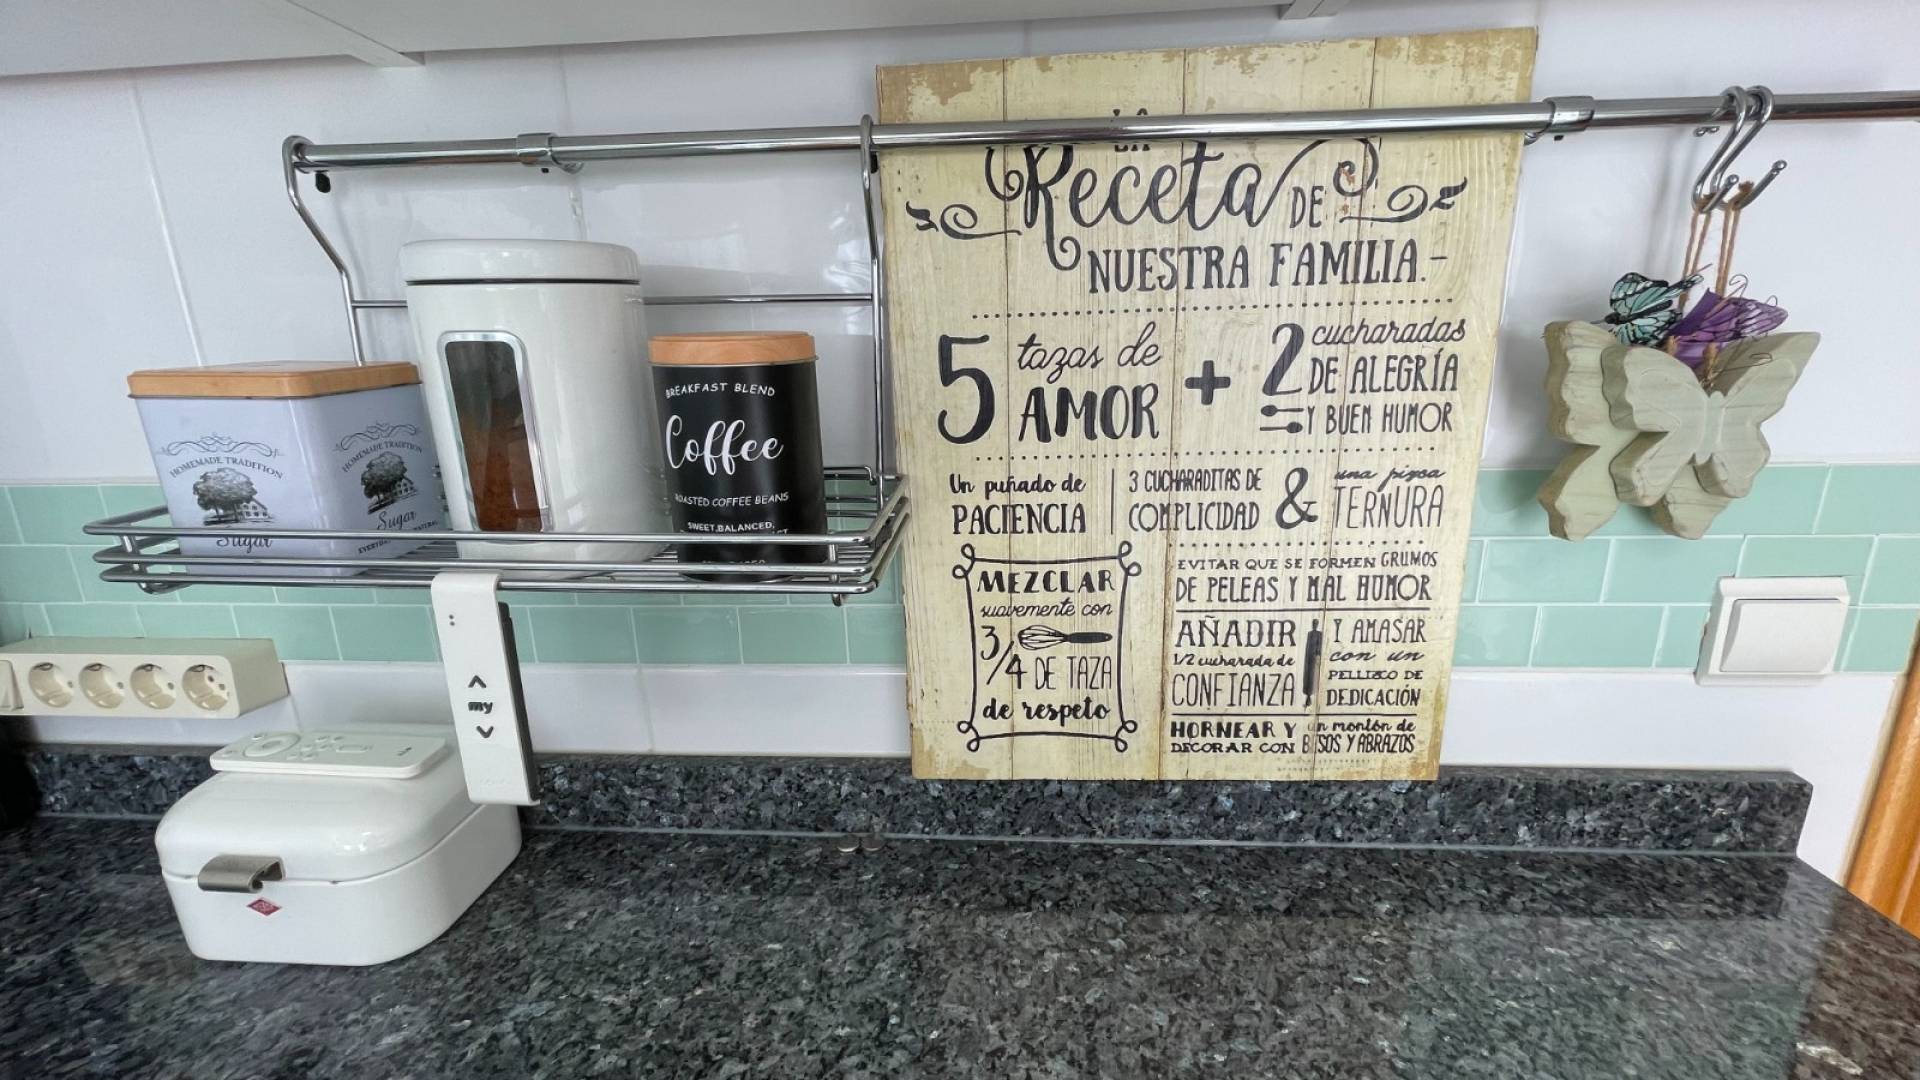 LA
Receta DE
NUESTRA FAMILIA.-
5 tazas de AMOR + 2 cucharadas DE ALEGRÍA Y BUEN HUMOR
Un puñado de
PACIENCIA
3 CUCHARADITAS DE
COMPLICIDAD
&
una pizca
TERNURA
MEZCLAR
suavemente con
3/4 DE TAZA
de respeto
EVITAR QUE SE FORMEN GRUMOS
DE PELEAS Y MAL HUMOR
AÑADIR
1/2 cucharada de
CONFIANZA
Y AMASAR
con un
PELLIZCO DE
DEDICACIÓN
HORNEAR Y
DECORAR CON
un montón de
BESOS Y ABRAZOS
HOMEMADE TRADITION
Sugar
HOMEMADE TRADITION
Sugar
BREAKFAST BLEND
Coffee
ROASTED COFFEE BEANS
SWEET, BALANCED,
my